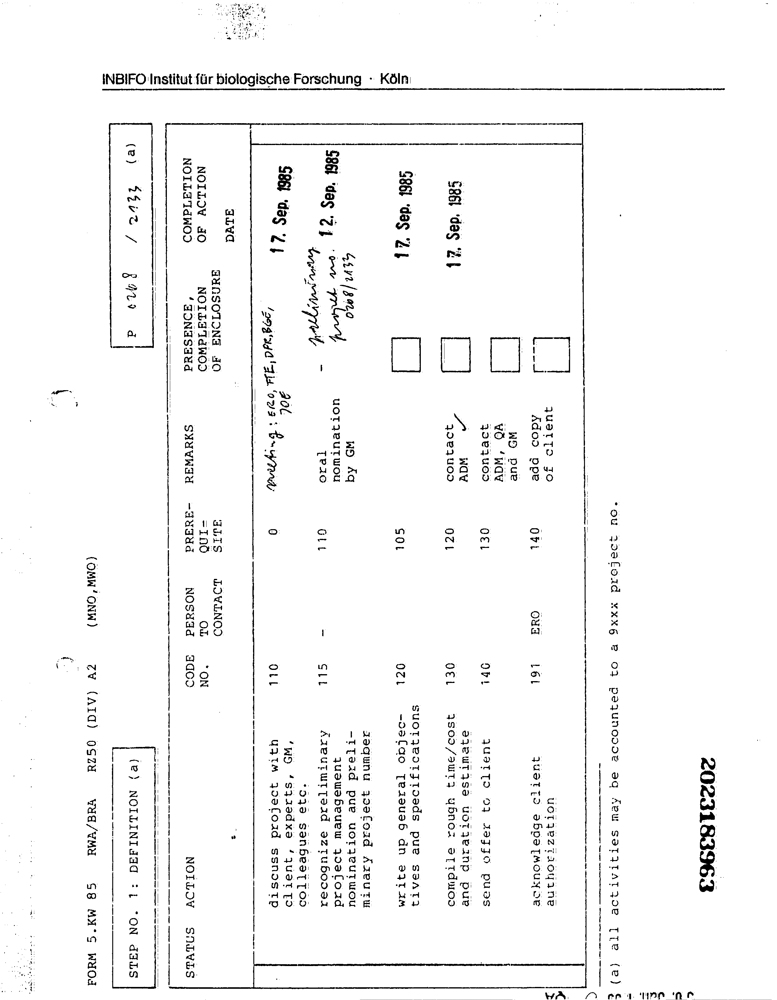 INBIFO Institut für biologische Forschung · Köln
FORM 5.KW 85 RWA/BRA RZ50 (DIV) A2 (MNO,MWO)
STEP NO. 1: DEFINITION (a)
P 0268 / 2133 (a)
STATUS ACTION CODE NO. PERSON TO CONTACT PRERE-QUI=SITE REMARKS PRESENCE, COMPLETION OF ENCLOSURE COMPLETION OF ACTION DATE
discuss project with 110 0 meeting: ERO, FTE, DPR, BGE, 17. Sep. 1985
client, experts, GM,
colleagues etc.
recognize preliminary 115 - 110 oral - preliminary 12. Sep. 1985
project management nomination project no.
nomination and preli- by GM 0268/2133
minary project number
write up general objec- 120 105 17. Sep. 1985
tives and specifications
compile rough time/cost 130 120 contact ✓ 17. Sep. 1985
and duration estimate ADM
send offer to client 140 130 contact
ADM, QA
and GM
acknowledge client 191 ERO 140 add copy
authorization of client
(a) all activities may be accounted to a 9xxx project no.
2023183963
QA